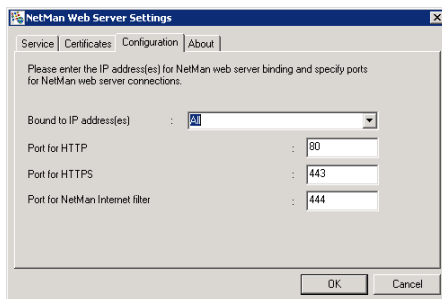 NetMan Web Server Settings
Service Certificates Configuration About
Please enter the IP address(es) for NetMan web server binding and specify ports
for NetMan web server connections.
Bound to IP address(es) : All
Port for HTTP : 80
Port for HTTPS : 443
Port for NetMan Internet filter : 444
OK Cancel